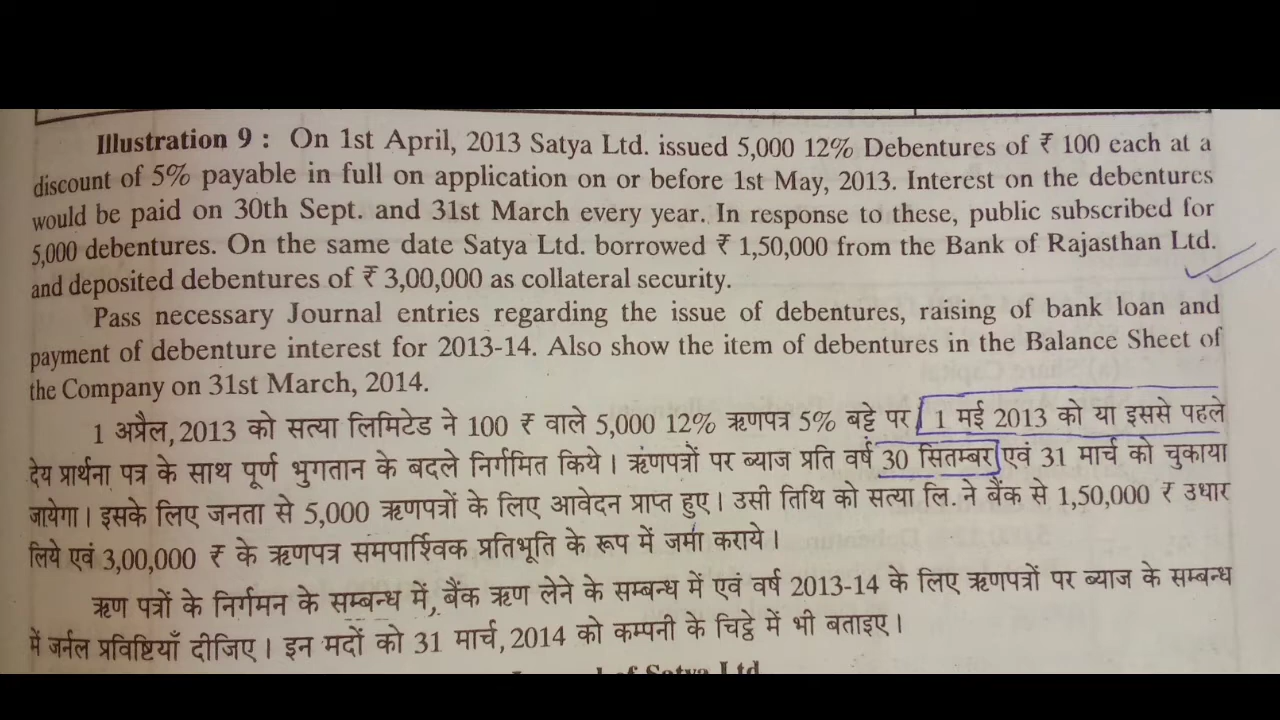 Illustration 9 : On 1st April, 2013 Satya Ltd. issued 5,000 12% Debentures of ₹ 100 each at a
discount of 5% payable in full on application on or before 1st May, 2013. Interest on the debentures
would be paid on 30th Sept. and 31st March every year. In response to these, public subscribed for
5,000 debentures. On the same date Satya Ltd. borrowed ₹ 1,50,000 from the Bank of Rajasthan Ltd.
and deposited debentures of ₹ 3,00,000 as collateral security.
Pass necessary Journal entries regarding the issue of debentures, raising of bank loan and
payment of debenture interest for 2013-14. Also show the item of debentures in the Balance Sheet of
the Company on 31st March, 2014.
1 अप्रैल, 2013 को सत्या लिमिटेड ने 100 ₹ वाले 5,000 12% ऋणपत्र 5% बट्टे पर 1 मई 2013 को या इससे पहले
देय प्रार्थना पत्र के साथ पूर्ण भुगतान के बदले निर्गमित किये। ऋणपत्रों पर ब्याज प्रति वर्ष 30 सितम्बर एवं 31 मार्च को चुकाया
जायेगा। इसके लिए जनता से 5,000 ऋणपत्रों के लिए आवेदन प्राप्त हुए। उसी तिथि को सत्या लि. ने बैंक से 1,50,000 ₹ उधार
लिये एवं 3,00,000 ₹ के ऋणपत्र समपार्श्विक प्रतिभूति के रूप में जमा कराये।
ऋण पत्रों के निर्गमन के सम्बन्ध में, बैंक ऋण लेने के सम्बन्ध में एवं वर्ष 2013-14 के लिए ऋणपत्रों पर ब्याज के सम्बन्ध
में जर्नल प्रविष्टियाँ दीजिए। इन मदों को 31 मार्च, 2014 को कम्पनी के चिट्ठे में भी बताइए।
of Satya Ltd